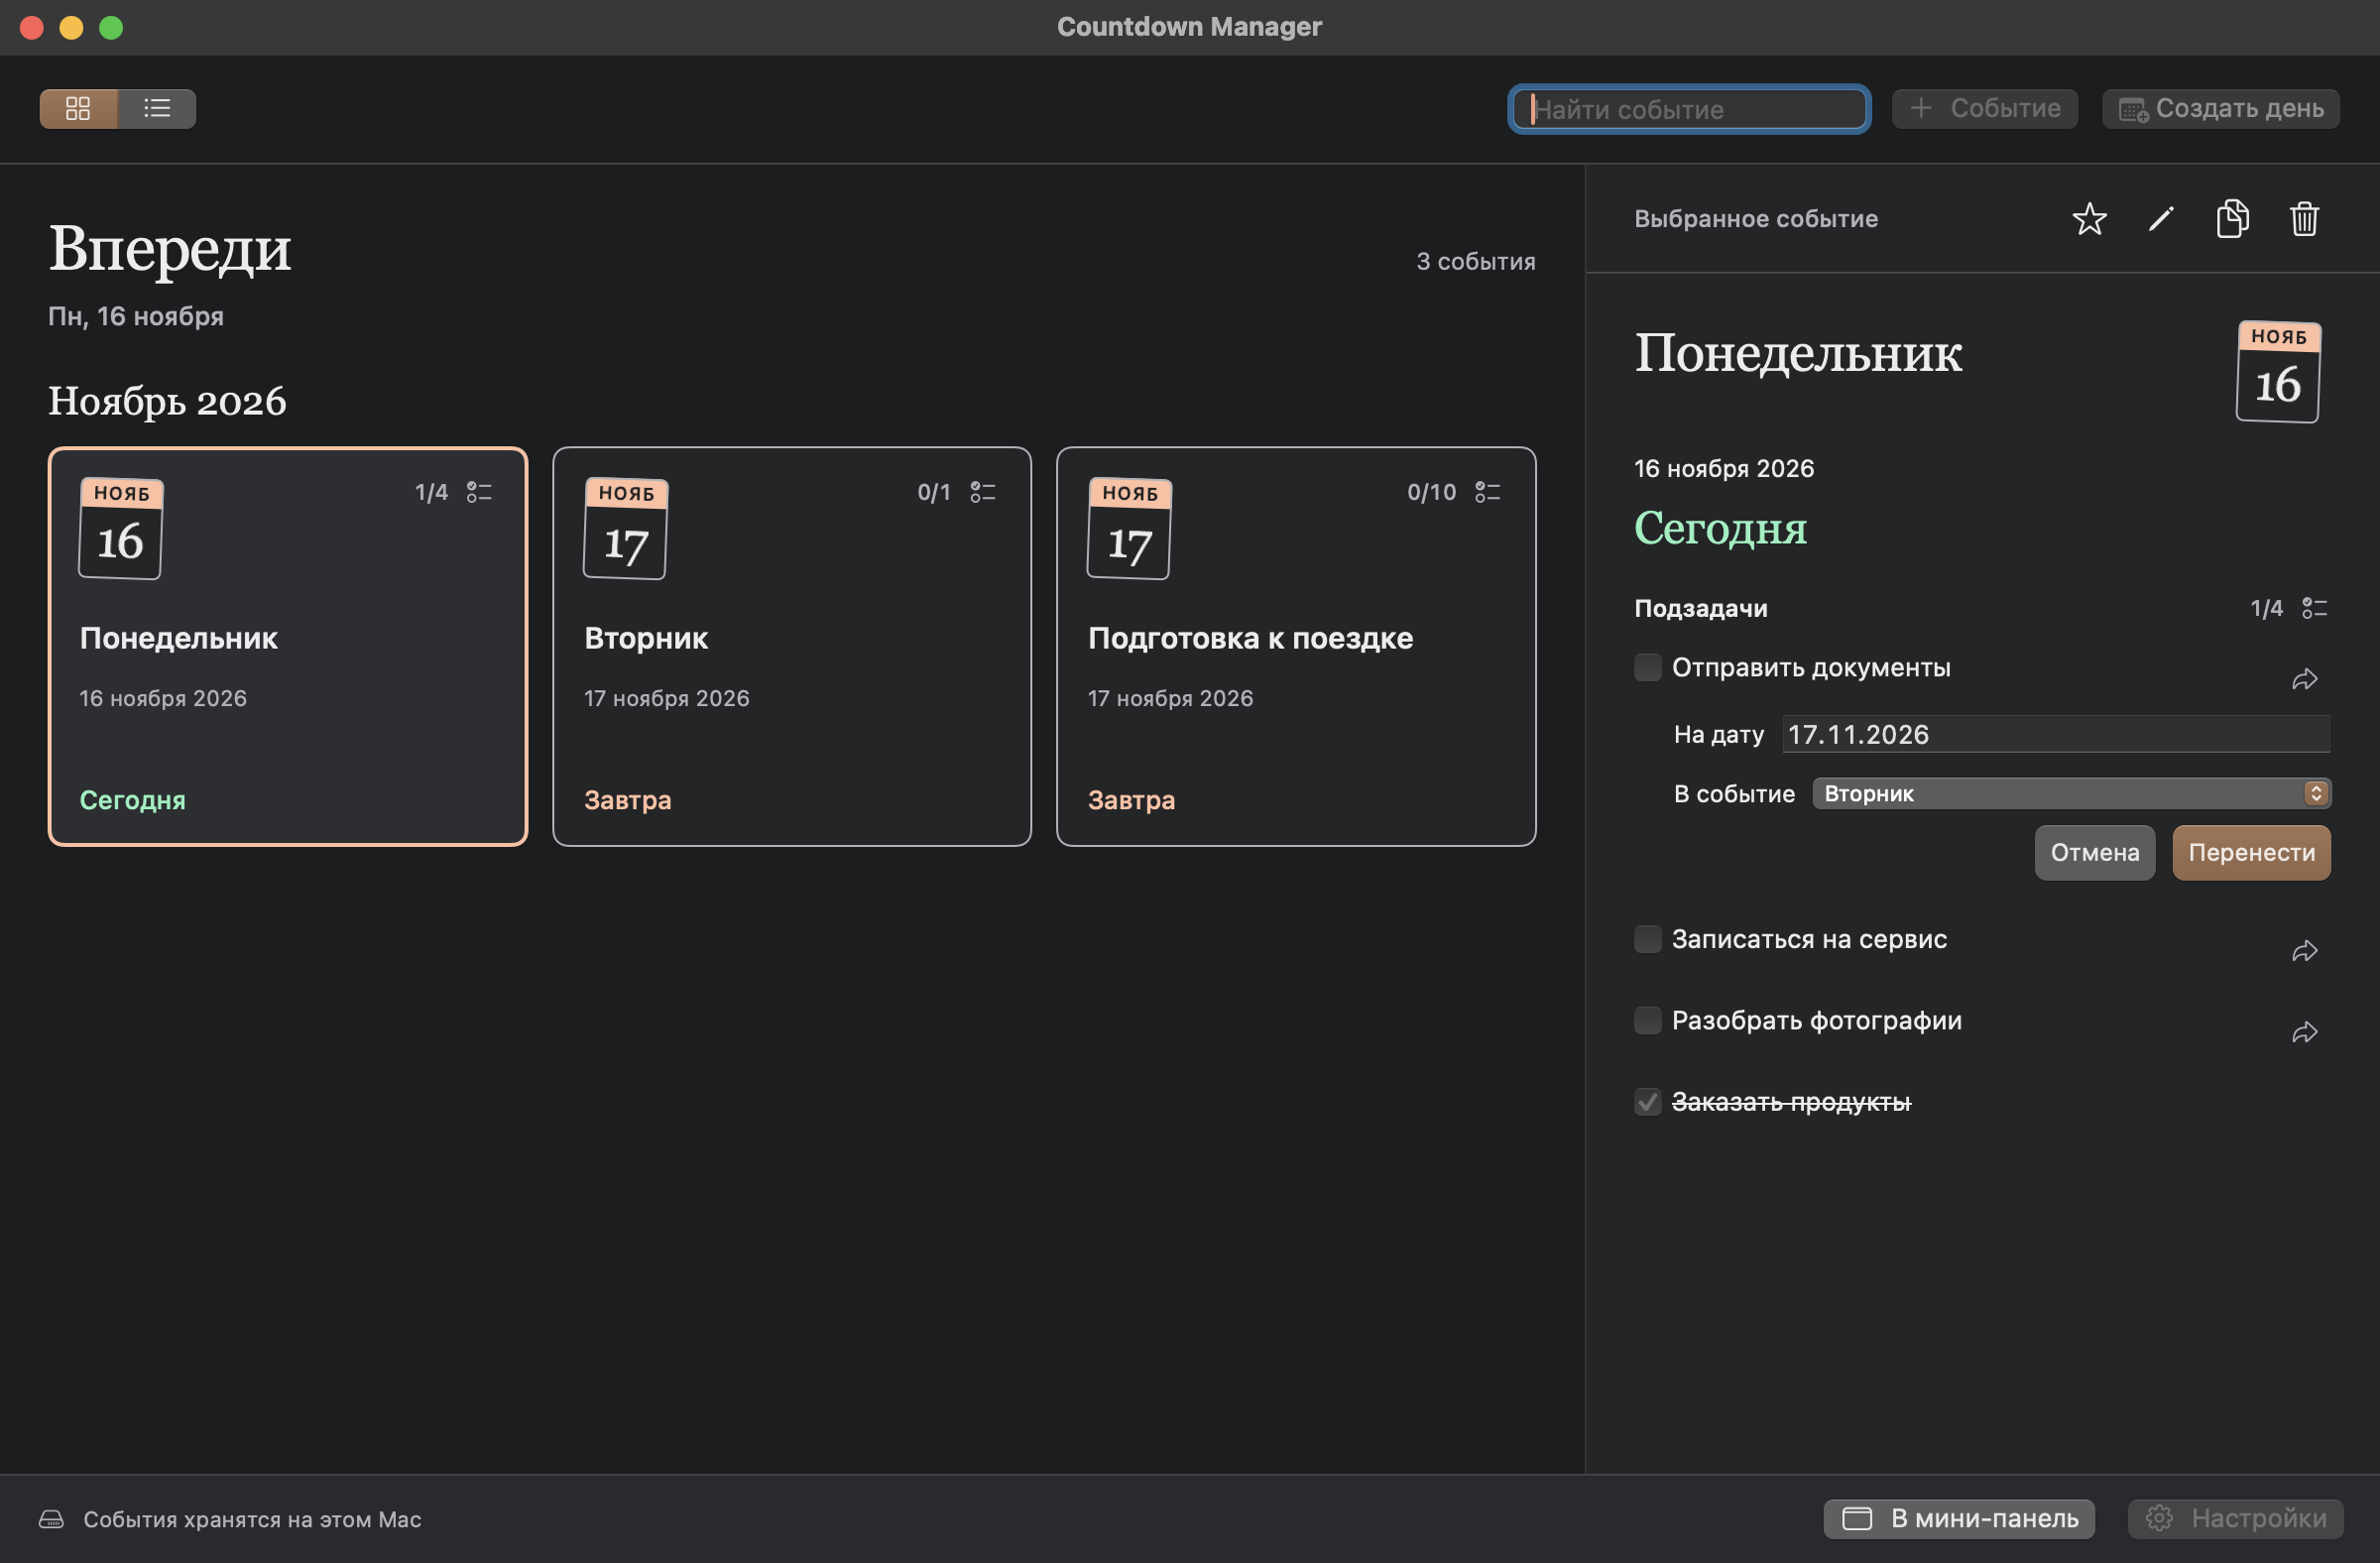 Countdown Manager
Найти событие
Событие
Создать день
Впереди
3 события
Пн, 16 ноября
Ноябрь 2026
НОЯБ
16
1/4
Понедельник
16 ноября 2026
Сегодня
НОЯБ
17
0/1
Вторник
17 ноября 2026
Завтра
НОЯБ
17
0/10
Подготовка к поездке
17 ноября 2026
Завтра
Выбранное событие
Понедельник
НОЯБ
16
16 ноября 2026
Сегодня
Подзадачи 1/4
Отправить документы
На дату 17.11.2026
В событие Вторник
Отмена Перенести
Записаться на сервис
Разобрать фотографии
Заказать продукты
События хранятся на этом Mac
В мини-панель
Настройки